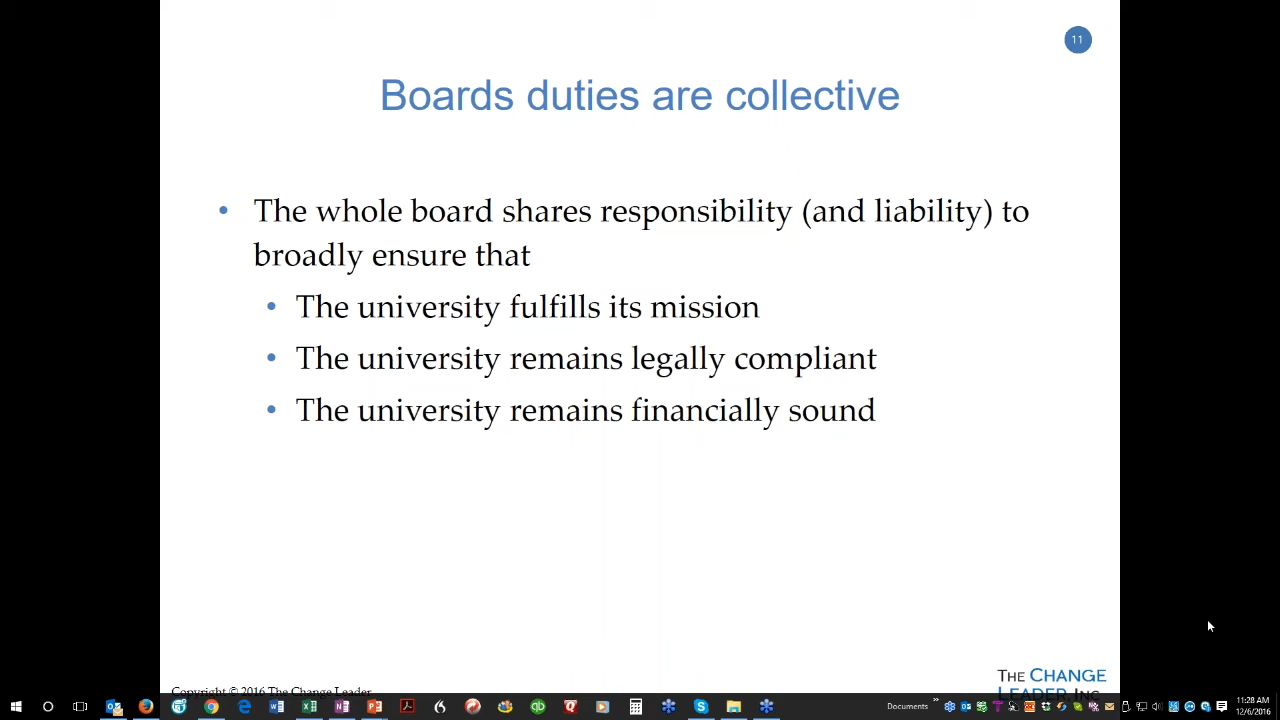 11
Boards duties are collective
• The whole board shares responsibility (and liability) to
broadly ensure that
• The university fulfills its mission
• The university remains legally compliant
• The university remains financially sound
Copyright © 2016 The Change Leader
THE CHANGE
LEADER, INC.
Documents
11:28 AM
12/6/2016